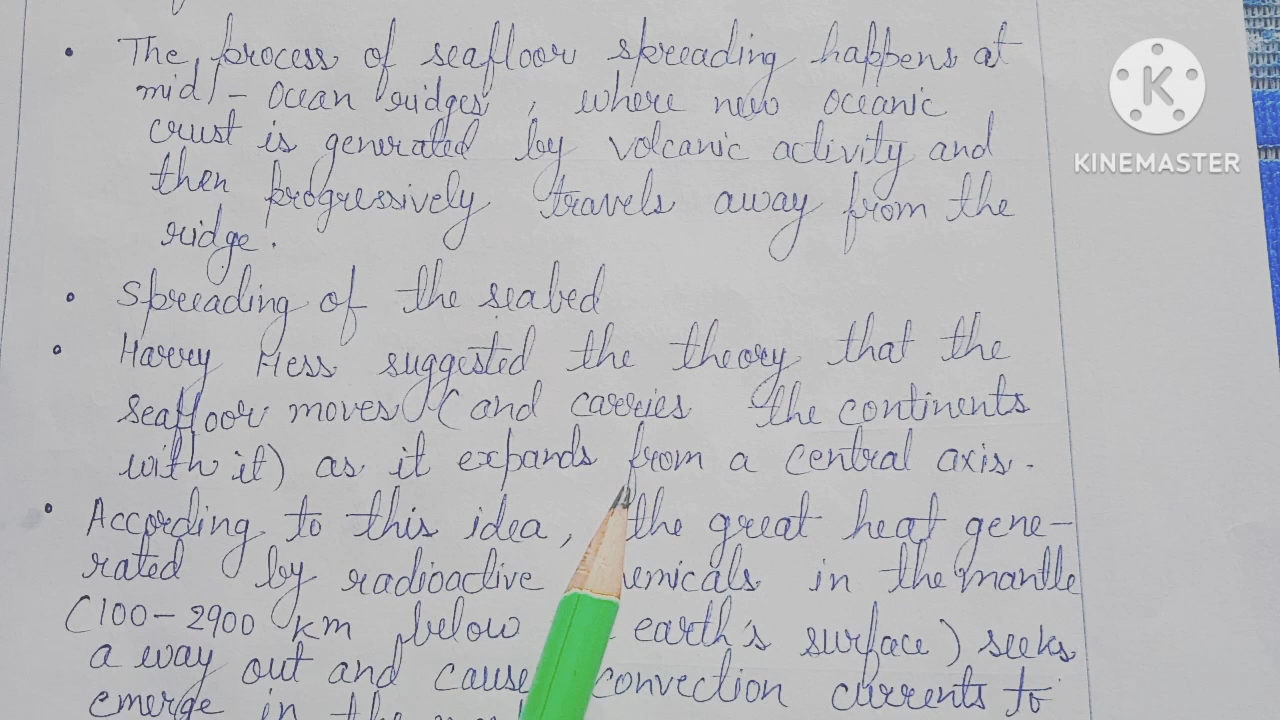 • The process of seafloor spreading happens at
mid-ocean ridges, where new oceanic
crust is generated by volcanic activity and
then progressively travels away from the
ridge.
• Spreading of the seabed
• Harry Hess suggested the theory that the
seafloor moves (and carries the continents
with it) as it expands from a central axis.
• According to this idea, the great heat gene-
rated by radioactive in the mantle
(100-2900 km below earth's surface) seeks
a way out and convection currents to
emerge in the
K
KINEMASTER